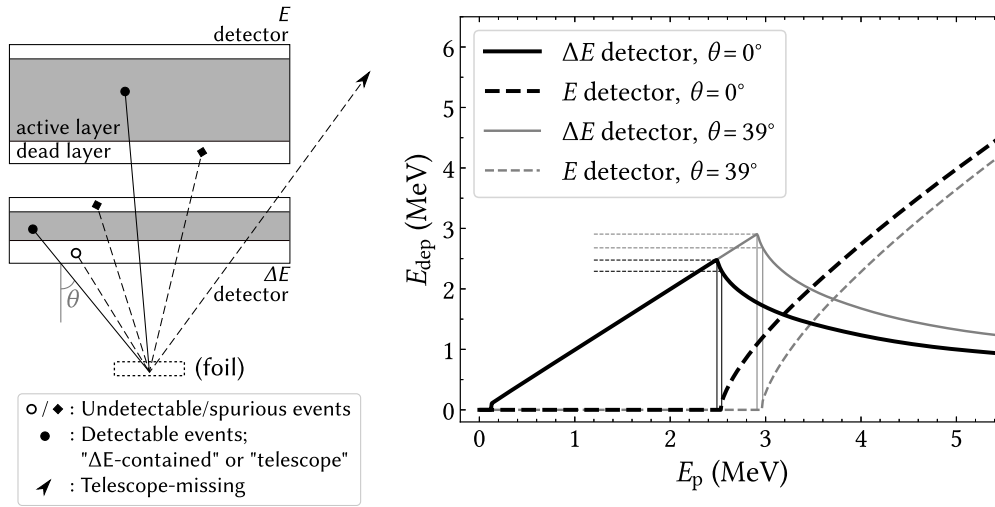 E
detector
active layer
dead layer
ΔE
detector
θ
(foil)
/ : Undetectable/spurious events
: Detectable events;
"ΔE-contained" or "telescope"
: Telescope-missing
ΔE detector, θ = 0°
E detector, θ = 0°
ΔE detector, θ = 39°
E detector, θ = 39°
E_dep (MeV)
6
5
4
3
2
1
0
0 1 2 3 4 5
E_p (MeV)